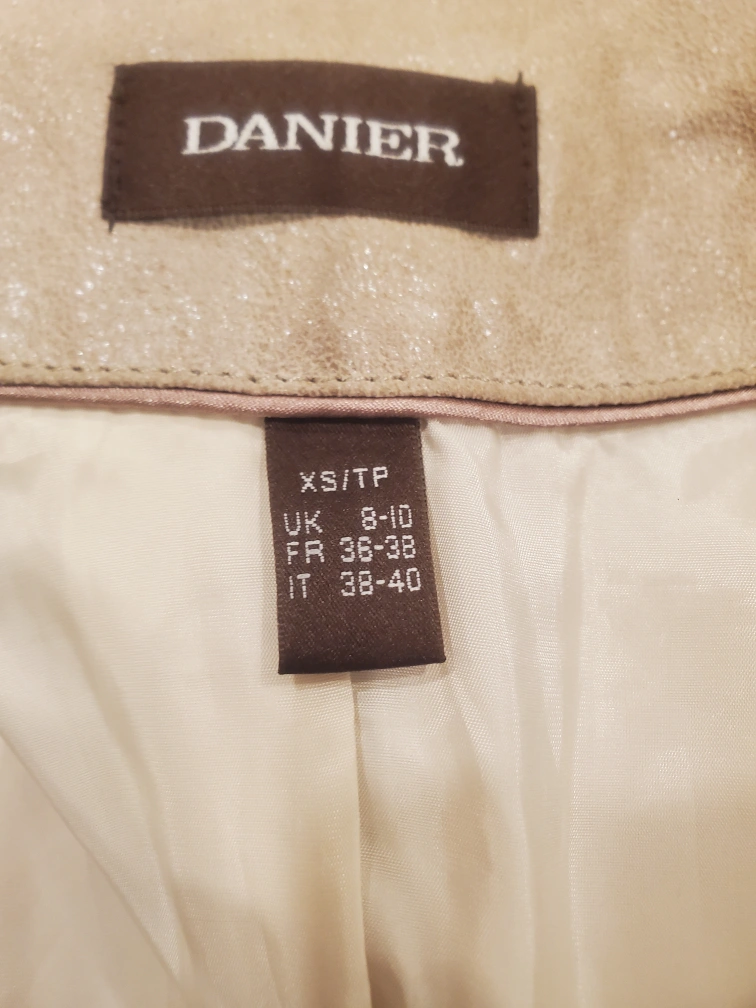 DANIER
XS/TP
UK 8-10
FR 36-38
IT 38-40